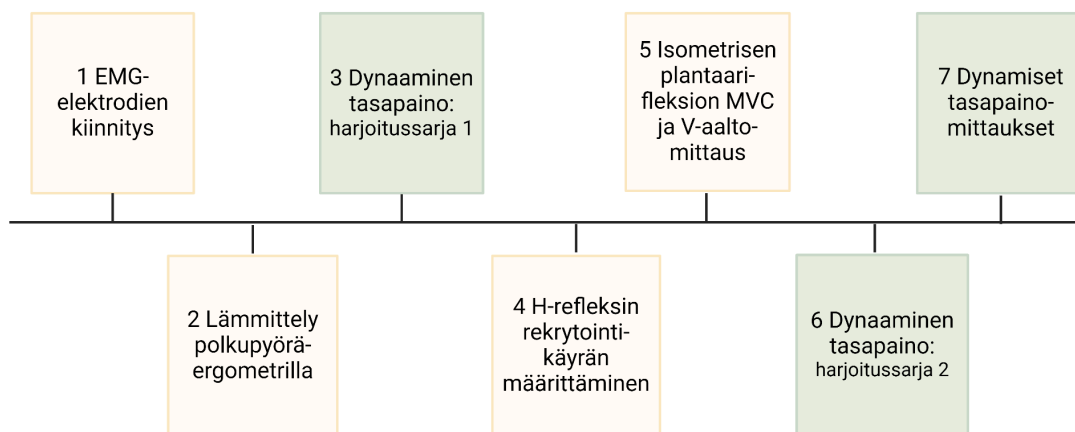 1 EMG-
elektrodien
kiinnitys
2 Lämmittely
polkupyörä-
ergometrilla
3 Dynaaminen
tasapaino:
harjoitussarja 1
4 H-refleksin
rekrytointi-
käyrän
määrittäminen
5 Isometrisen
plantaari-
fleksion MVC
ja V-aalto-
mittaus
6 Dynaaminen
tasapaino:
harjoitussarja 2
7 Dynamiset
tasapaino-
mittaukset